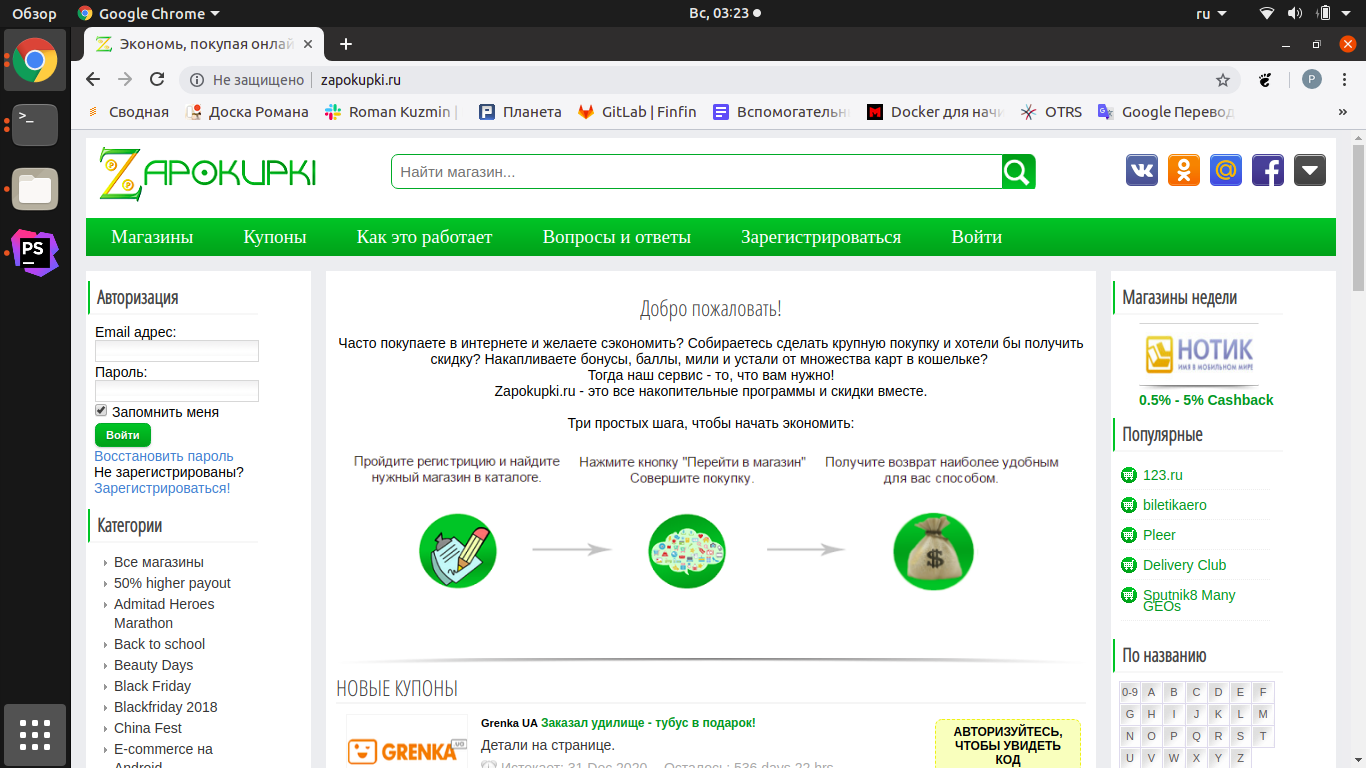 Обзор
Google Chrome
Вс, 03:23
ru
Экономь, покупая онлай
Не защищено
zapokupki.ru
P
Сводная
Доска Романа
Roman Kuzmin |
Планета
GitLab | Finfin
Вспомогательн
Docker для начи
OTRS
Google Перевод
»
ZAPOKUPKI
Найти магазин...
Магазины
Купоны
Как это работает
Вопросы и ответы
Зарегистрироваться
Войти
Авторизация
Email адрес:
Пароль:
Запомнить меня
Войти
Восстановить пароль
Не зарегистрированы?
Зарегистрироваться!
Категории
Все магазины
50% higher payout
Admitad Heroes
Marathon
Back to school
Beauty Days
Black Friday
Blackfriday 2018
China Fest
E-commerce на
Android
Добро пожаловать!
Часто покупаете в интернете и желаете сэкономить? Собираетесь сделать крупную покупку и хотели бы получить
скидку? Накапливаете бонусы, баллы, мили и устали от множества карт в кошельке?
Тогда наш сервис - то, что вам нужно!
Zapokupki.ru - это все накопительные программы и скидки вместе.
Три простых шага, чтобы начать экономить:
Пройдите регистрицию и найдите
нужный магазин в каталоге.
Нажмите кнопку "Перейти в магазин"
Совершите покупку.
Получите возврат наиболее удобным
для вас способом.
$
НОВЫЕ КУПОНЫ
GRENKA UA
Grenka UA Заказал удилище - тубус в подарок!
Детали на странице.
Истекает: 31 Dec 2020
Осталось: 536 days 22 hrs
АВТОРИЗУЙТЕСЬ,
ЧТОБЫ УВИДЕТЬ
КОД
Магазины недели
НОТИК
ИМЯ В МОБИЛЬНОМ МИРЕ
0.5% - 5% Cashback
Популярные
123.ru
biletikaero
Pleer
Delivery Club
Sputnik8 Many
GEOs
По названию
0-9 A B C D E F
G H I J K L M
N O P Q R S T
U V W X Y Z